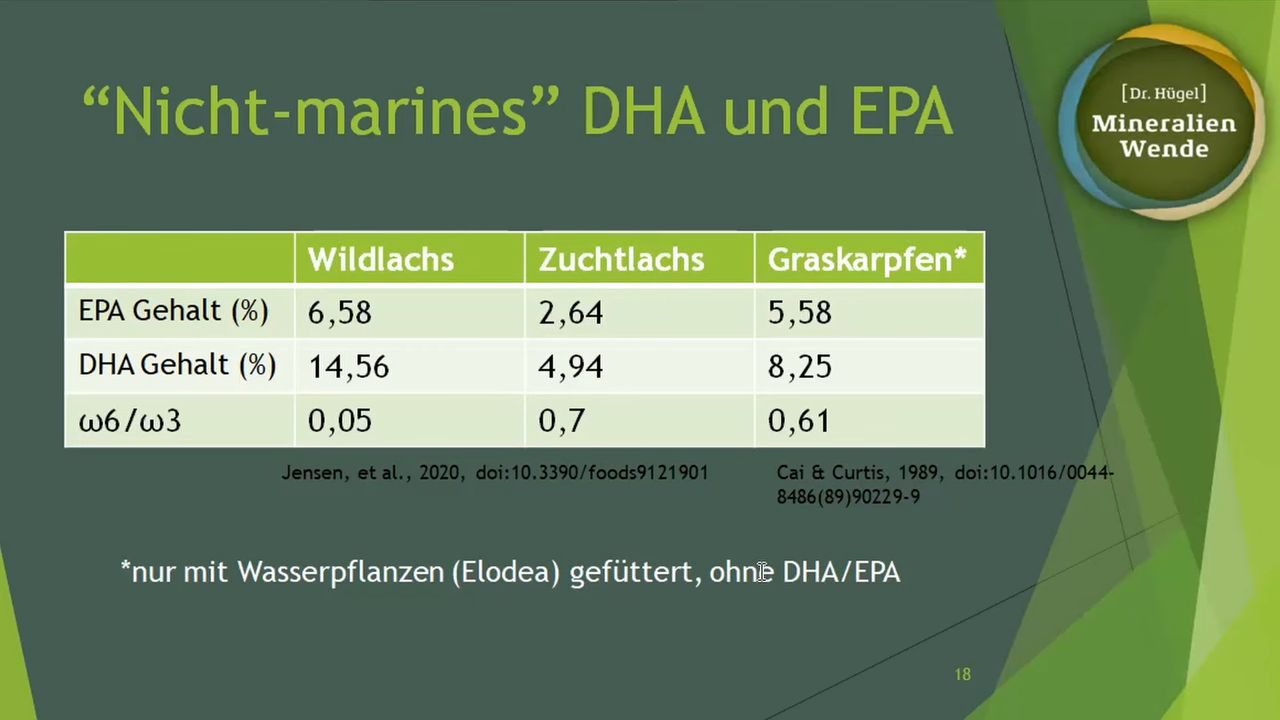 “Nicht-marines” DHA und EPA
[Dr. Hügel]
Mineralien
Wende
Wildlachs Zuchtlachs Graskarpfen*
EPA Gehalt (%) 6,58 2,64 5,58
DHA Gehalt (%) 14,56 4,94 8,25
ω6/ω3 0,05 0,7 0,61
Jensen, et al., 2020, doi:10.3390/foods9121901
Cai & Curtis, 1989, doi:10.1016/0044-
8486(89)90229-9
*nur mit Wasserpflanzen (Elodea) gefüttert, ohne DHA/EPA
18